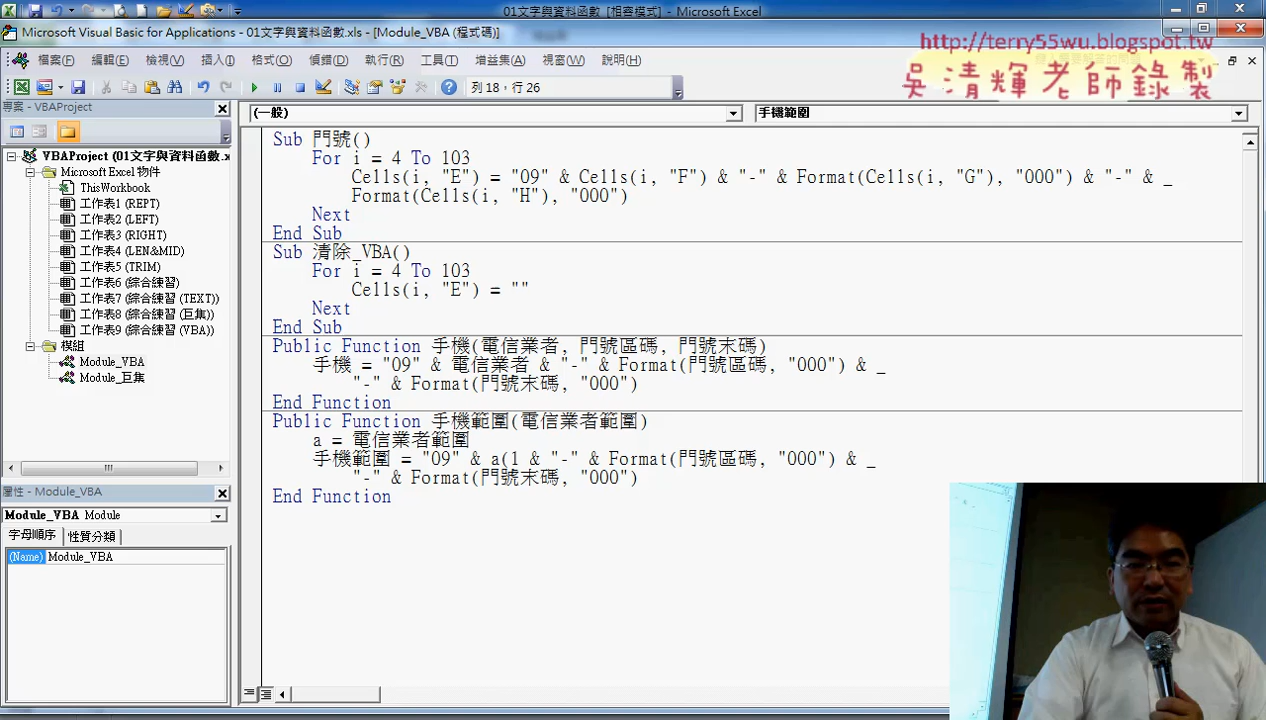 01文字與資料函數 [相容模式] - Microsoft Excel
Microsoft Visual Basic for Applications - 01文字與資料函數.xls - [Module_VBA (程式碼)]
http://terry55wu.blogspot.tw
吳清輝老師錄製
檔案(F) 編輯(E) 檢視(V) 插入(I) 格式(O) 偵錯(D) 執行(R) 工具(T) 增益集(A) 視窗(W) 說明(H)
列 18，行 26
專案 - VBAProject
(一般)
手機範圍
VBAProject (01文字與資料函數.x
Microsoft Excel 物件
ThisWorkbook
工作表1 (REPT)
工作表2 (LEFT)
工作表3 (RIGHT)
工作表4 (LEN&MID)
工作表5 (TRIM)
工作表6 (綜合練習)
工作表7 (綜合練習 (TEXT))
工作表8 (綜合練習 (巨集))
工作表9 (綜合練習 (VBA))
模組
Module_VBA
Module_巨集
屬性 - Module_VBA
Module_VBA Module
字母順序 性質分類
(Name) Module_VBA
Sub 門號()
For i = 4 To 103
Cells(i, "E") = "09" & Cells(i, "F") & "-" & Format(Cells(i, "G"), "000") & "-" & _
Format(Cells(i, "H"), "000")
Next
End Sub
Sub 清除_VBA()
For i = 4 To 103
Cells(i, "E") = ""
Next
End Sub
Public Function 手機(電信業者, 門號區碼, 門號末碼)
手機 = "09" & 電信業者 & "-" & Format(門號區碼, "000") & _
"-" & Format(門號末碼, "000")
End Function
Public Function 手機範圍(電信業者範圍)
a = 電信業者範圍
手機範圍 = "09" & a(1 & "-" & Format(門號區碼, "000") & _
"-" & Format(門號末碼, "000")
End Function